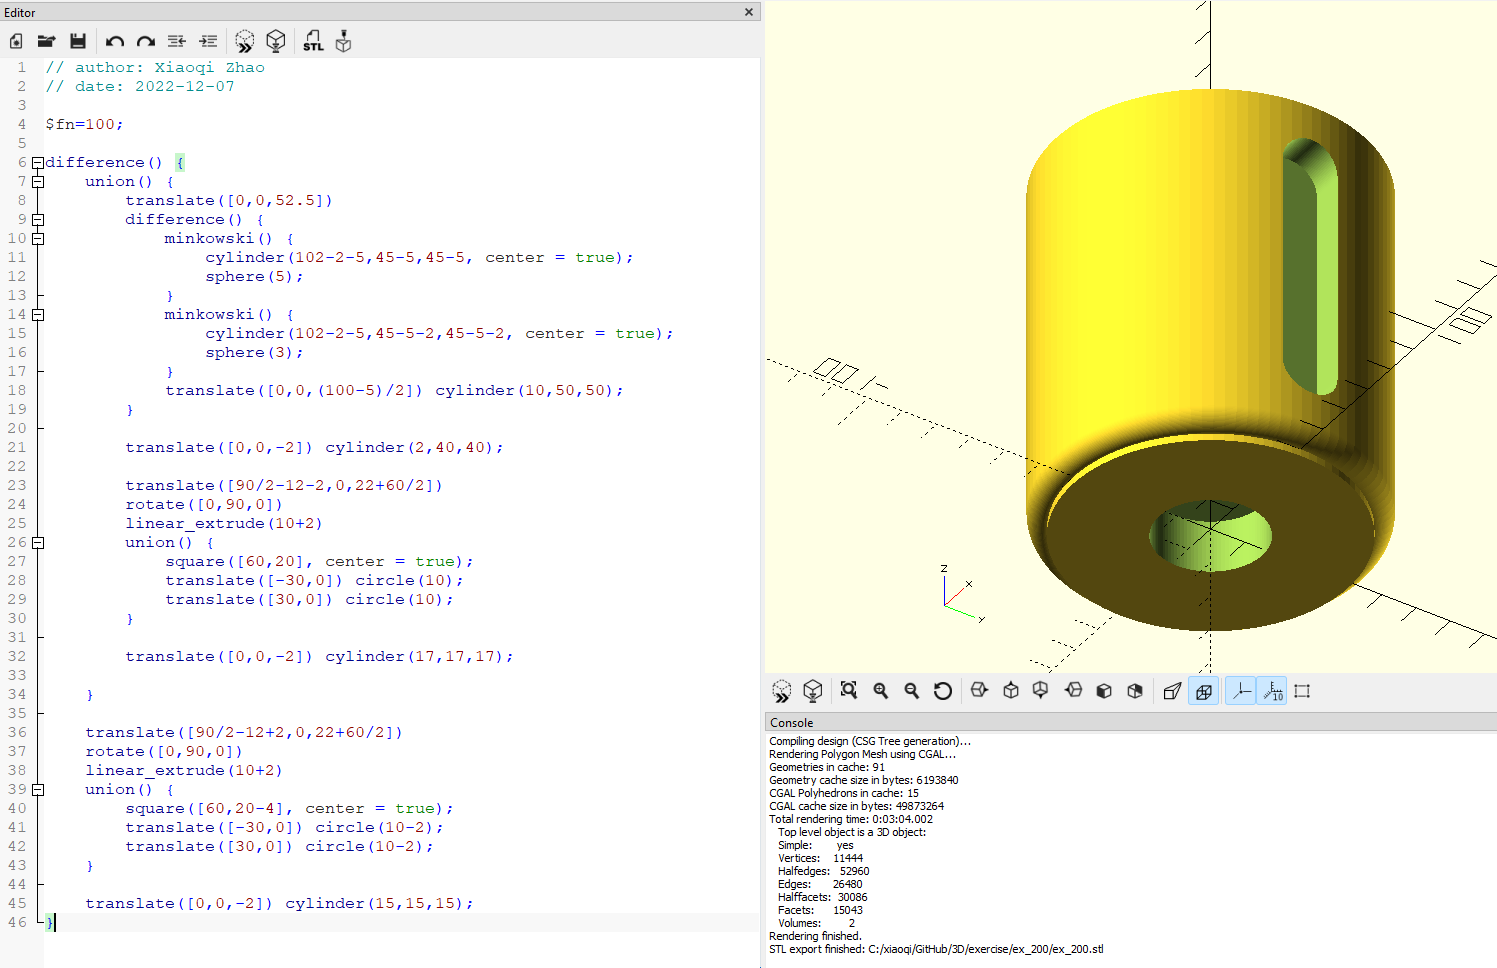 Editor
STL
1 // author: Xiaoqi Zhao
2 // date: 2022-12-07
3
4 $fn=100;
5
6 difference() {
7 union() {
8 translate([0,0,52.5])
9 difference() {
10 minkowski() {
11 cylinder(102-2-5,45-5,45-5, center = true);
12 sphere(5);
13 }
14 minkowski() {
15 cylinder(102-2-5,45-5-2,45-5-2, center = true);
16 sphere(3);
17 }
18 translate([0,0,(100-5)/2]) cylinder(10,50,50);
19 }
20
21 translate([0,0,-2]) cylinder(2,40,40);
22
23 translate([90/2-12-2,0,22+60/2])
24 rotate([0,90,0])
25 linear_extrude(10+2)
26 union() {
27 square([60,20], center = true);
28 translate([-30,0]) circle(10);
29 translate([30,0]) circle(10);
30 }
31
32 translate([0,0,-2]) cylinder(17,17,17);
33
34 }
35
36 translate([90/2-12+2,0,22+60/2])
37 rotate([0,90,0])
38 linear_extrude(10+2)
39 union() {
40 square([60,20-4], center = true);
41 translate([-30,0]) circle(10-2);
42 translate([30,0]) circle(10-2);
43 }
44
45 translate([0,0,-2]) cylinder(15,15,15);
46 }
100
100
z
x
y
10
Console
Compiling design (CSG Tree generation)...
Rendering Polygon Mesh using CGAL...
Geometries in cache: 91
Geometry cache size in bytes: 6193840
CGAL Polyhedrons in cache: 15
CGAL cache size in bytes: 49873264
Total rendering time: 0:03:04.002
Top level object is a 3D object:
Simple: yes
Vertices: 11444
Halfedges: 52960
Edges: 26480
Halffacets: 30086
Facets: 15043
Volumes: 2
Rendering finished.
STL export finished: C:/xiaoqi/GitHub/3D/exercise/ex_200/ex_200.stl